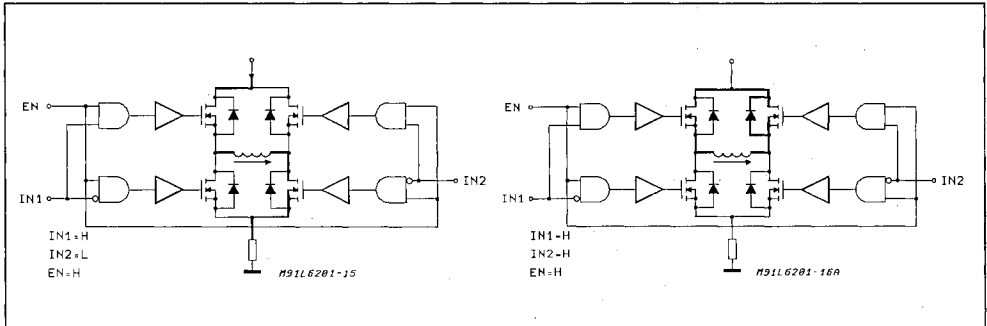 EN
IN1
IN2
IN1=H
IN2=L
EN=H
M91L6201-15
EN
IN1
IN2
IN1=H
IN2=H
EN=H
M91L6201-16A